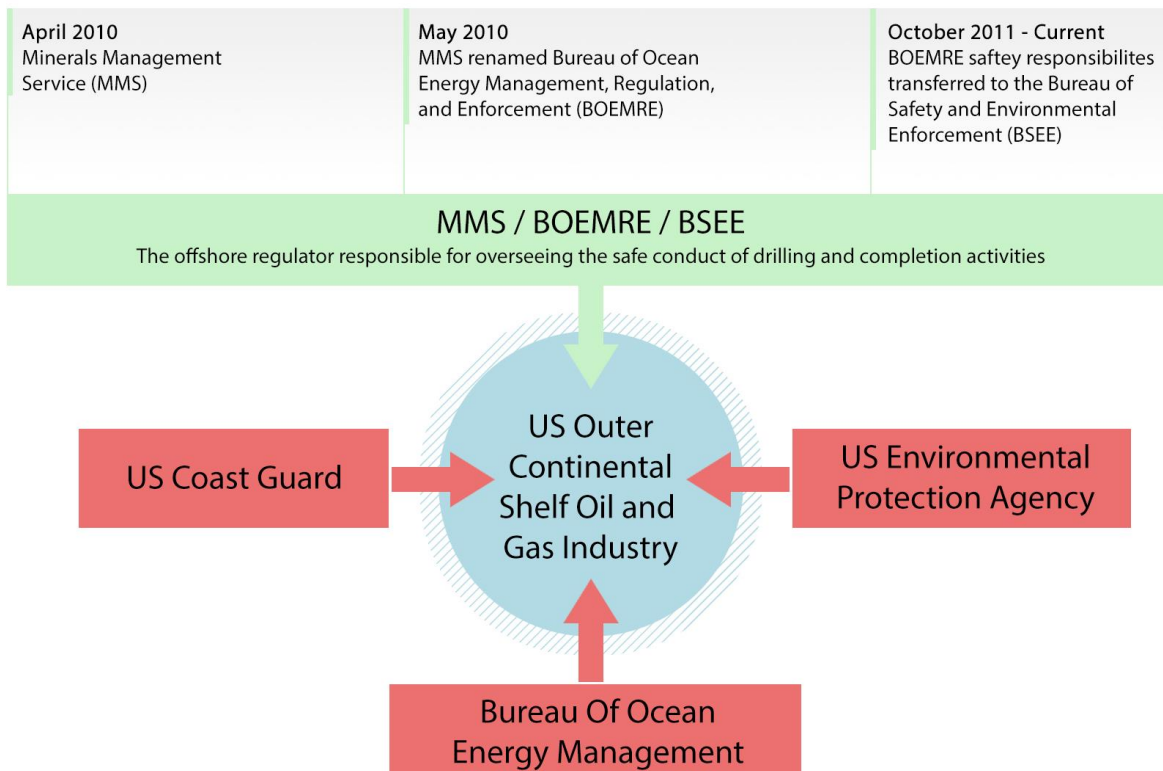 April 2010
Minerals Management
Service (MMS)
May 2010
MMS renamed Bureau of Ocean
Energy Management, Regulation,
and Enforcement (BOEMRE)
October 2011 - Current
BOEMRE saftey responsibilites
transferred to the Bureau of
Safety and Environmental
Enforcement (BSEE)
MMS / BOEMRE / BSEE
The offshore regulator responsible for overseeing the safe conduct of drilling and completion activities
US Coast Guard
US Outer
Continental
Shelf Oil and
Gas Industry
US Environmental
Protection Agency
Bureau Of Ocean
Energy Management